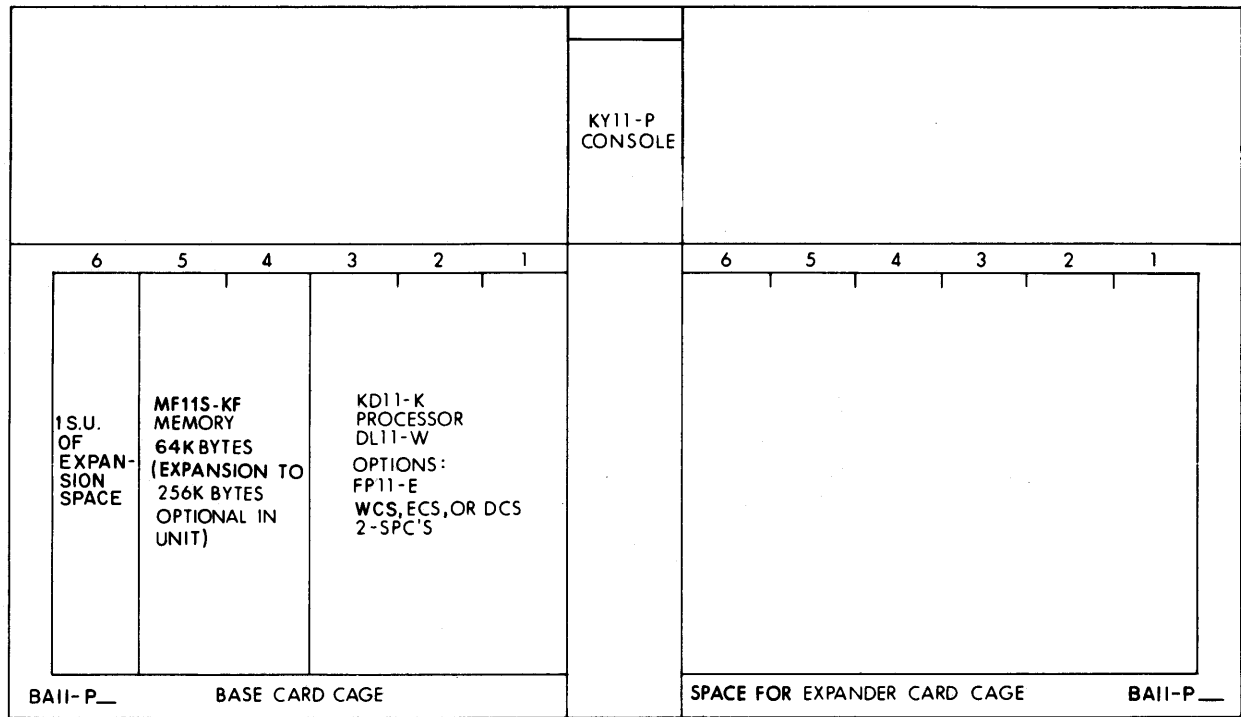 KY11-P
CONSOLE
6 5 4 3 2 1
6 5 4 3 2 1
1 S.U.
OF
EXPAN-
SION
SPACE
MF11S-KF
MEMORY
64K BYTES
(EXPANSION TO
256K BYTES
OPTIONAL IN
UNIT)
KD11-K
PROCESSOR
DL11-W
OPTIONS:
FP11-E
WCS, ECS, OR DCS
2-SPC'S
BA11-P__ BASE CARD CAGE
SPACE FOR EXPANDER CARD CAGE BA11-P__